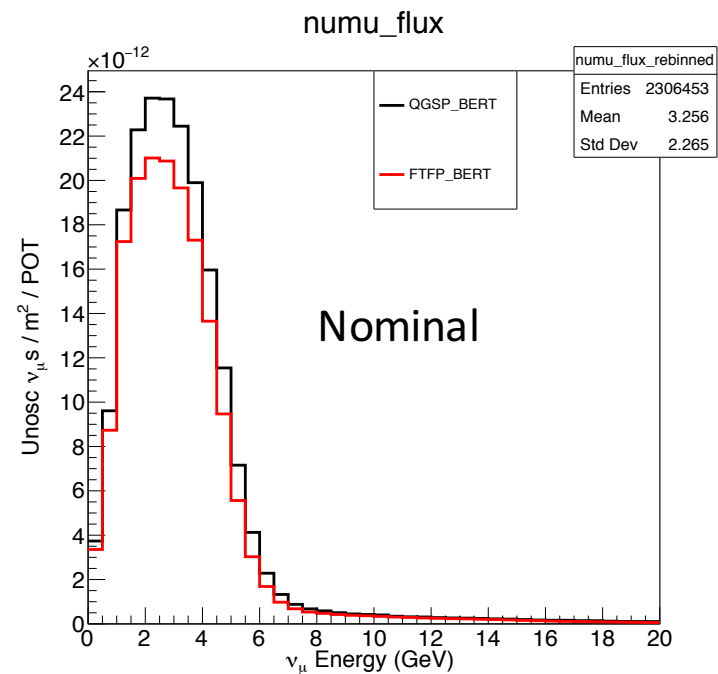 numu_flux
×10⁻¹²
numu_flux_rebinned
Entries 2306453
Mean 3.256
Std Dev 2.265
QGSP_BERT
FTFP_BERT
Nominal
Unosc ν_μ s / m² / POT
24
22
20
18
16
14
12
10
8
6
4
2
0
0 2 4 6 8 10 12 14 16 18 20
ν_μ Energy (GeV)